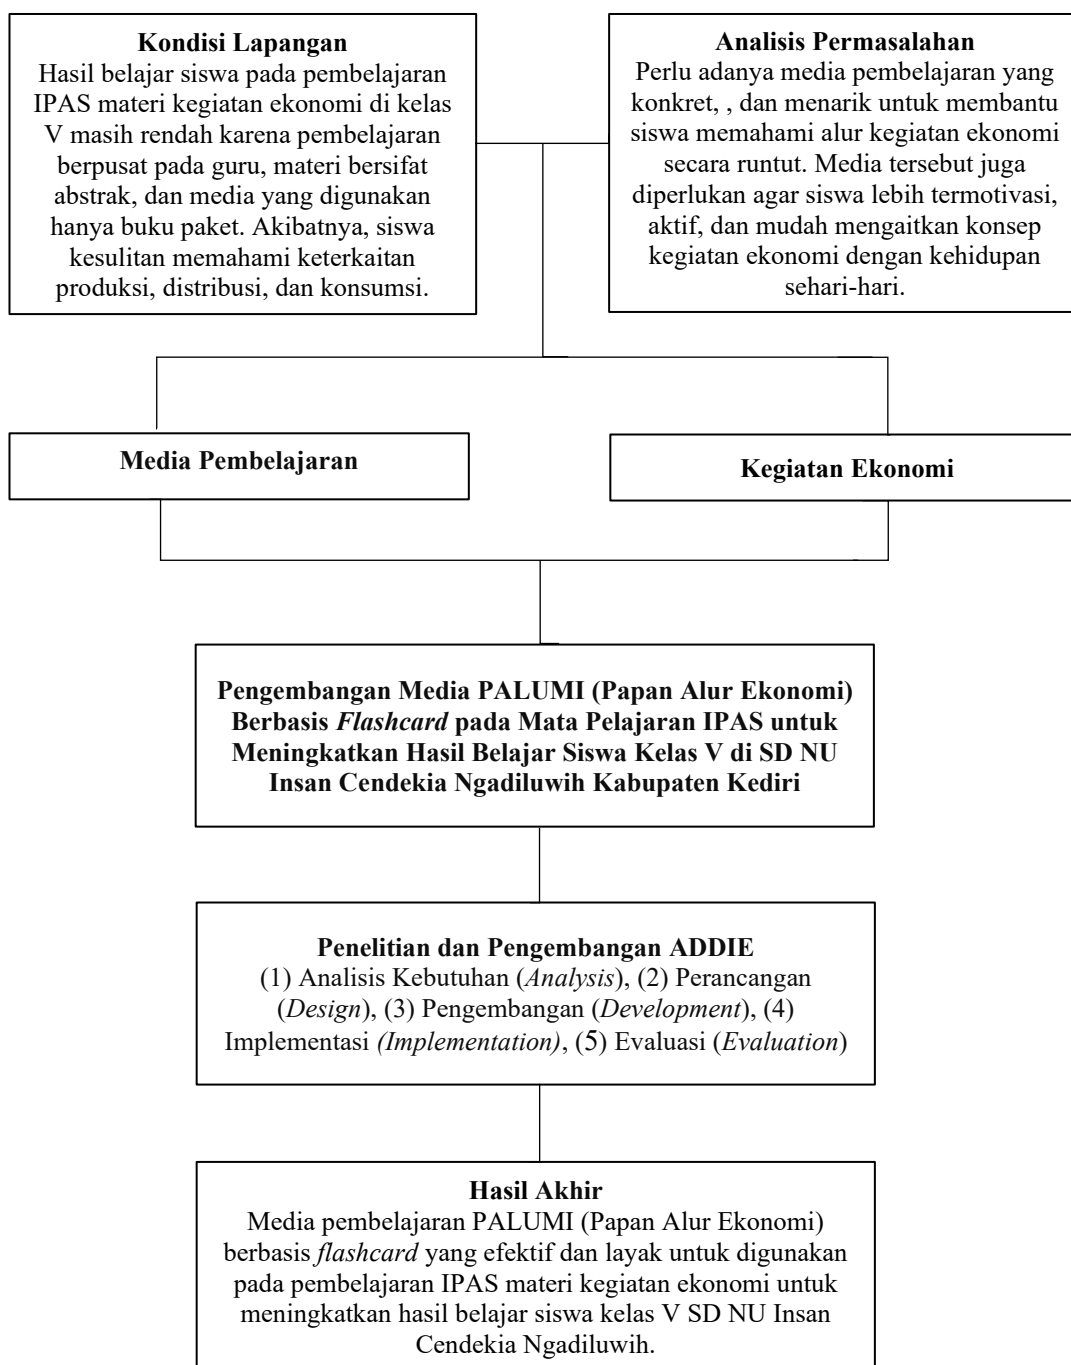 Kondisi Lapangan
Hasil belajar siswa pada pembelajaran
IPAS materi kegiatan ekonomi di kelas
V masih rendah karena pembelajaran
berpusat pada guru, materi bersifat
abstrak, dan media yang digunakan
hanya buku paket. Akibatnya, siswa
kesulitan memahami keterkaitan
produksi, distribusi, dan konsumsi.
Analisis Permasalahan
Perlu adanya media pembelajaran yang
konkret, , dan menarik untuk membantu
siswa memahami alur kegiatan ekonomi
secara runtut. Media tersebut juga
diperlukan agar siswa lebih termotivasi,
aktif, dan mudah mengaitkan konsep
kegiatan ekonomi dengan kehidupan
sehari-hari.
Media Pembelajaran
Kegiatan Ekonomi
Pengembangan Media PALUMI (Papan Alur Ekonomi)
Berbasis Flashcard pada Mata Pelajaran IPAS untuk
Meningkatkan Hasil Belajar Siswa Kelas V di SD NU
Insan Cendekia Ngadiluwih Kabupaten Kediri
Penelitian dan Pengembangan ADDIE
(1) Analisis Kebutuhan (Analysis), (2) Perancangan
(Design), (3) Pengembangan (Development), (4)
Implementasi (Implementation), (5) Evaluasi (Evaluation)
Hasil Akhir
Media pembelajaran PALUMI (Papan Alur Ekonomi)
berbasis flashcard yang efektif dan layak untuk digunakan
pada pembelajaran IPAS materi kegiatan ekonomi untuk
meningkatkan hasil belajar siswa kelas V SD NU Insan
Cendekia Ngadiluwih.